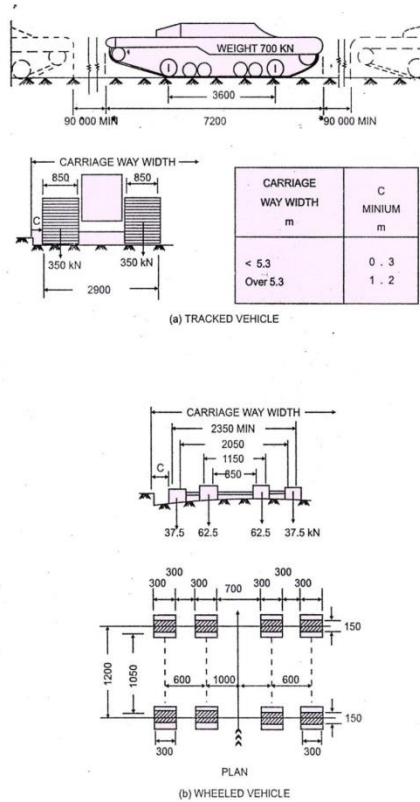 WEIGHT 700 KN
3600
90 000 MIN
7200
90 000 MIN
CARRIAGE WAY WIDTH
850
850
C
350 kN
350 kN
2900
CARRIAGE
WAY WIDTH
m
C
MINIUM
m
< 5.3
0 . 3
Over 5.3
1 . 2
(a) TRACKED VEHICLE
CARRIAGE WAY WIDTH
2350 MIN
2050
1150
650
C
37.5
62.5
62.5
37.5 kN
300
300
300
300
700
300
300
300
150
1200
1050
600
1000
600
150
300
300
PLAN
(b) WHEELED VEHICLE